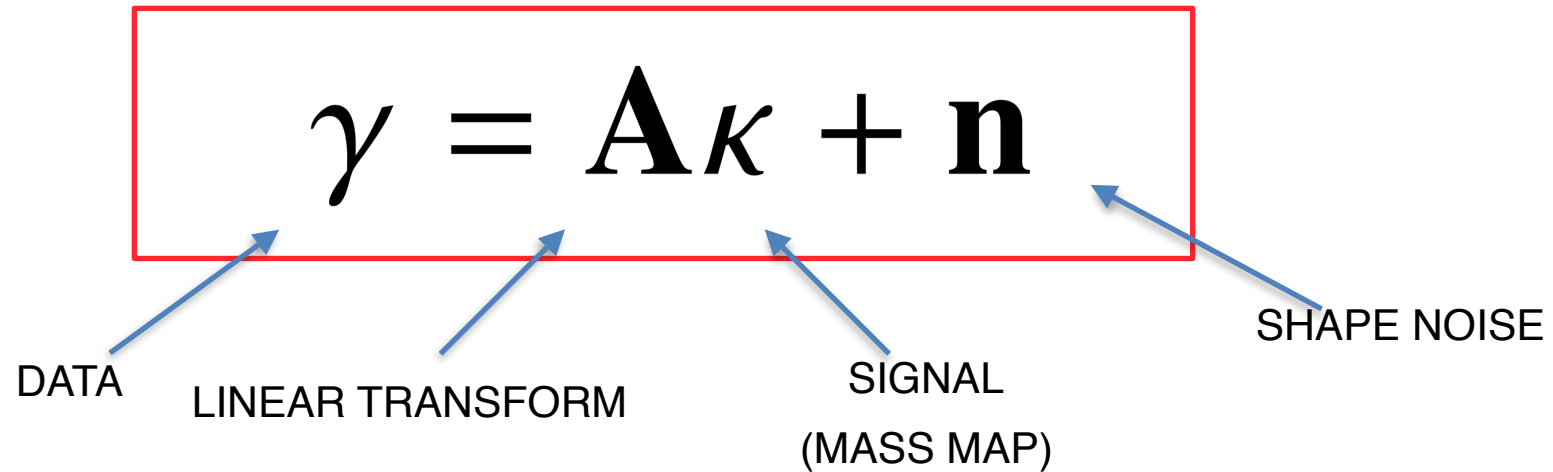 γ = Aκ + n
SHAPE NOISE
DATA
LINEAR TRANSFORM
SIGNAL
(MASS MAP)